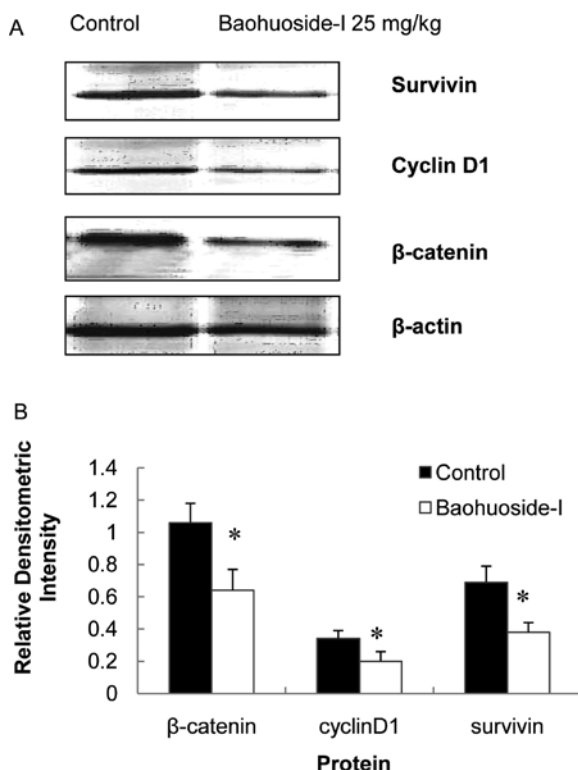 A
Control Baohuoside-I 25 mg/kg
Survivin
Cyclin D1
β-catenin
β-actin
B
Relative Densitometric
Intensity
1.4
1.2
1
0.8
0.6
0.4
0.2
0
Control
Baohuoside-I
*
*
*
β-catenin cyclinD1 survivin
Protein